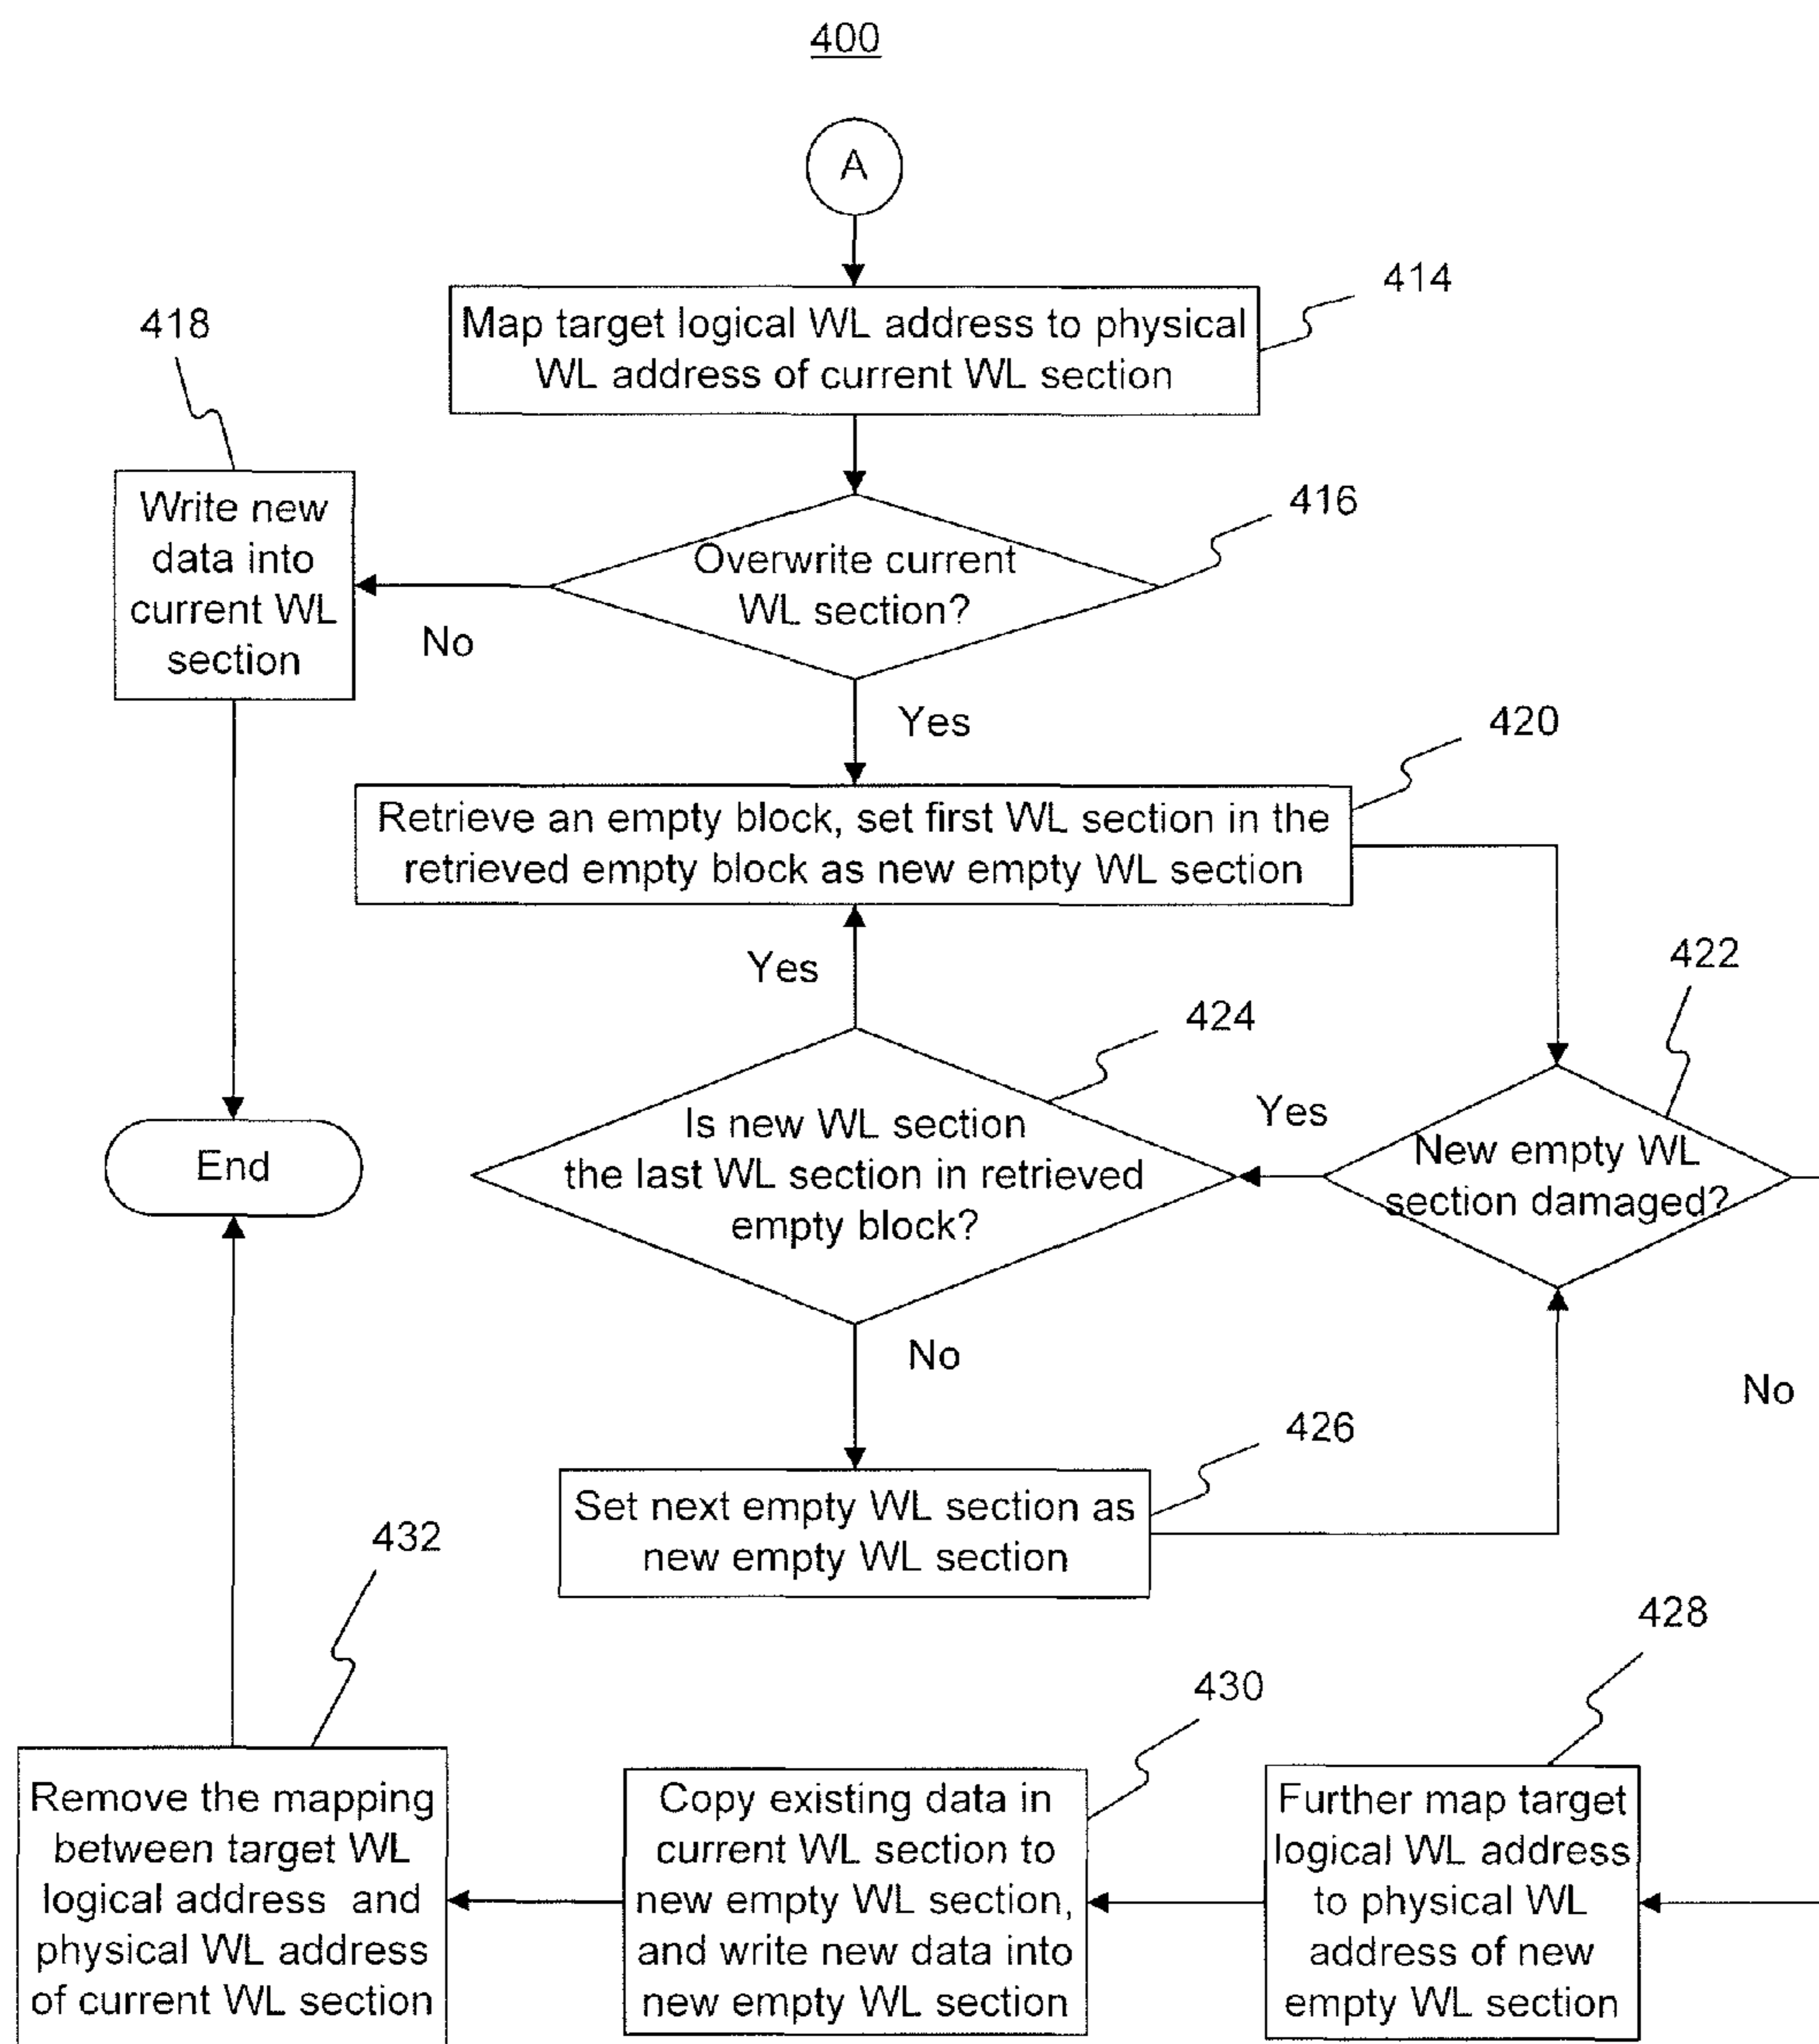 400
A
414
Map target logical WL address to physical
WL address of current WL section
418
Write new
data into
current WL
section
416
Overwrite current
WL section?
No
Yes
420
Retrieve an empty block, set first WL section in the
retrieved empty block as new empty WL section
Yes
422
424
Is new WL section
the last WL section in retrieved
empty block?
Yes
New empty WL
section damaged?
End
No
No
426
Set next empty WL section as
new empty WL section
432
428
430
Remove the mapping
between target WL
logical address and
physical WL address
of current WL section
Copy existing data in
current WL section to
new empty WL section,
and write new data into
new empty WL section
Further map target
logical WL address
to physical WL
address of new
empty WL section